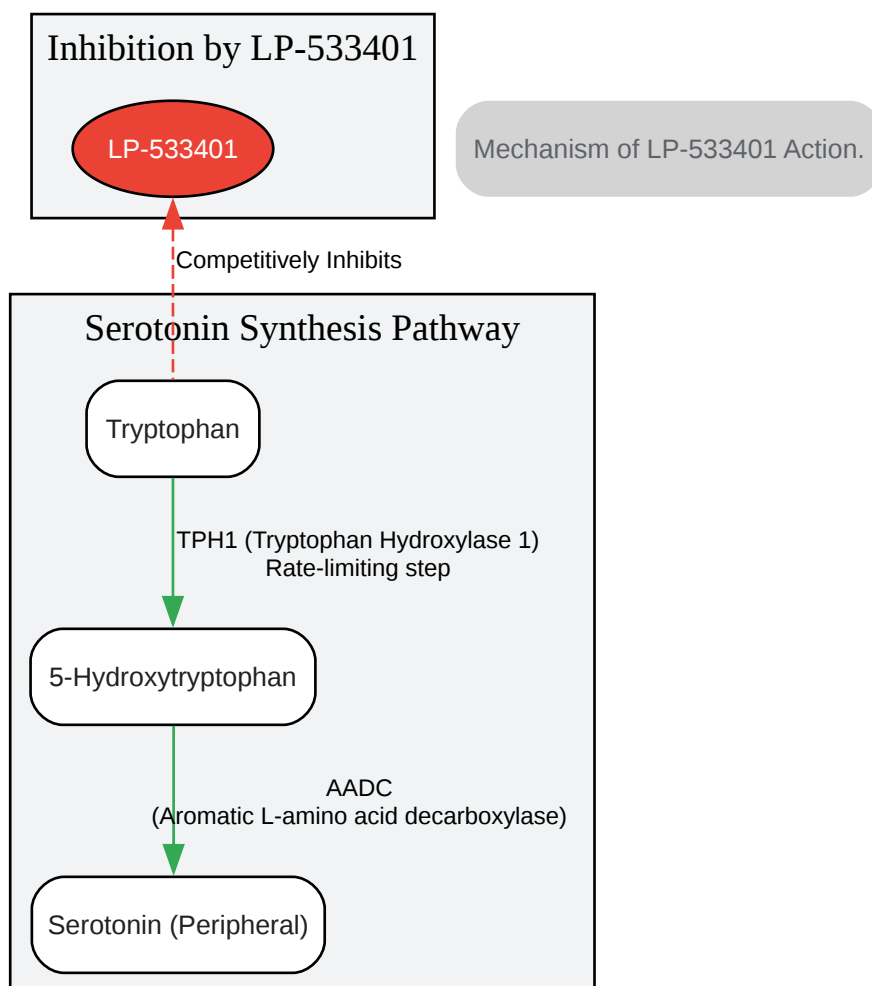 Inhibition by LP-533401
LP-533401
Mechanism of LP-533401 Action.
Competitively Inhibits
Serotonin Synthesis Pathway
Tryptophan
TPH1 (Tryptophan Hydroxylase 1)
Rate-limiting step
5-Hydroxytryptophan
AADC
(Aromatic L-amino acid decarboxylase)
Serotonin (Peripheral)